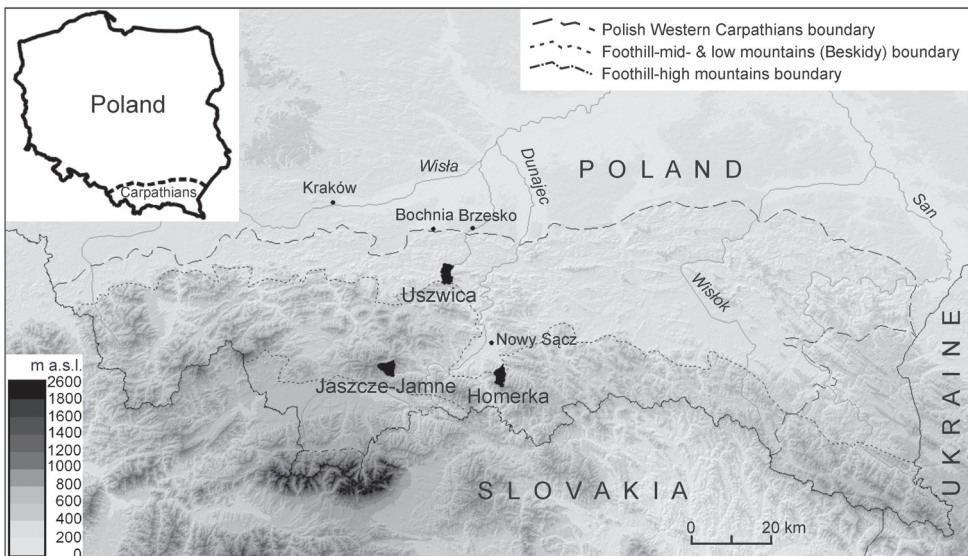 Poland
Carpathians
Polish Western Carpathians boundary
Foothill-mid- & low mountains (Beskidy) boundary
Foothill-high mountains boundary
Wisła
Dunajec
POLAND
Kraków
Bochnia Brzesko
San
Uszwica
Wisłok
Nowy Sącz
Jaszcze-Jamne
Homerka
UKRAINE
SLOVAKIA
m a.s.l.
2600
1800
1600
1400
1200
1000
800
600
400
200
0
0 20 km